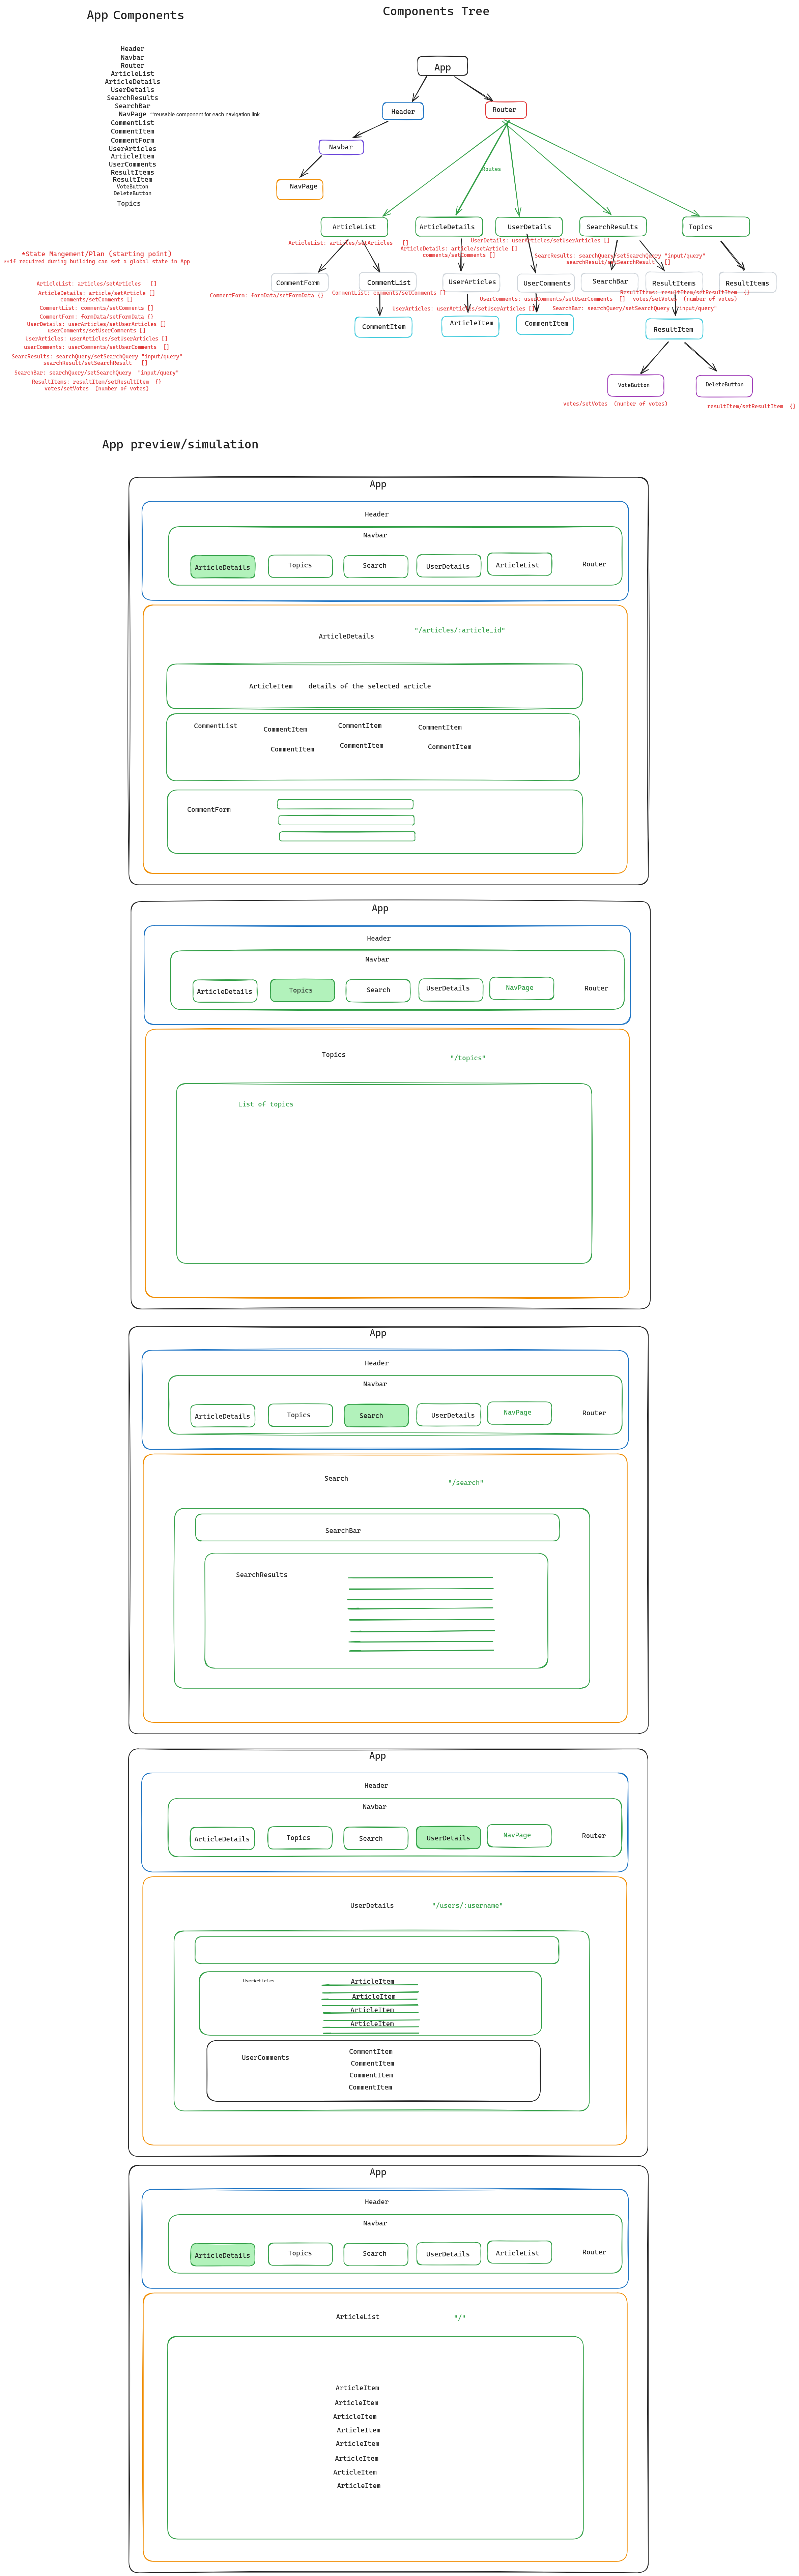 App Components
Header
Navbar
Router
ArticleList
ArticleDetails
UserDetails
SearchResults
SearchBar
NavPage **reusable component for each navigation link
CommentList
CommentItem
CommentForm
UserArticles
ArticleItem
UserComments
ResultItems
ResultItem
VoteButton
DeleteButton
Topics
*State Mangement/Plan (starting point)
**if required during building can set a global state in App
ArticleList: articles/setArticles []
ArticleDetails: article/setArticle []
comments/setComments []
CommentList: comments/setComments []
CommentForm: formData/setFormData {}
UserDetails: userArticles/setUserArticles []
userComments/setUserComments []
UserArticles: userArticles/setUserArticles []
userComments: userComments/setUserComments []
SearcResults: searchQuery/setSearchQuery "input/query"
searchResult/setSearchResult []
SearchBar: searchQuery/setSearchQuery "input/query"
ResultItems: resultItem/setResultItem {}
votes/setVotes (number of votes)
Components Tree
App
Header
Router
Navbar
NavPage
Routes
ArticleList
ArticleDetails
UserDetails
SearchResults
Topics
ArticleList: articles/setArticles []
UserDetails: userArticles/setUserArticles []
ArticleDetails: article/setArticle []
comments/setComments []
SearcResults: searchQuery/setSearchQuery "input/query"
searchResult/setSearchResult []
CommentForm
CommentList
UserArticles
UserComments
SearchBar
ResultItems
ResultItems
CommentForm: formData/setFormData {}
CommentList: comments/setComments []
UserComments: userComments/setUserComments []
ResultItems: resultItem/setResultItem {}
votes/setVotes (number of votes)
UserArticles: userArticles/setUserArticles []
SearchBar: searchQuery/setSearchQuery "input/query"
CommentItem
ArticleItem
CommentItem
ResultItem
VoteButton
DeleteButton
votes/setVotes (number of votes)
resultItem/setResultItem {}
App preview/simulation
App
Header
Navbar
ArticleDetails
Topics
Search
UserDetails
ArticleList
Router
ArticleDetails
"/articles/:article_id"
ArticleItem details of the selected article
CommentList
CommentItem
CommentItem
CommentItem
CommentItem
CommentItem
CommentItem
CommentForm
App
Header
Navbar
ArticleDetails
Topics
Search
UserDetails
NavPage
Router
Topics
"/topics"
List of topics
App
Header
Navbar
ArticleDetails
Topics
Search
UserDetails
NavPage
Router
Search
"/search"
SearchBar
SearchResults
App
Header
Navbar
ArticleDetails
Topics
Search
UserDetails
NavPage
Router
UserDetails
"/users/:username"
UserArticles
ArticleItem
ArticleItem
ArticleItem
ArticleItem
UserComments
CommentItem
CommentItem
CommentItem
CommentItem
App
Header
Navbar
ArticleDetails
Topics
Search
UserDetails
ArticleList
Router
ArticleList
"/"
ArticleItem
ArticleItem
ArticleItem
ArticleItem
ArticleItem
ArticleItem
ArticleItem
ArticleItem